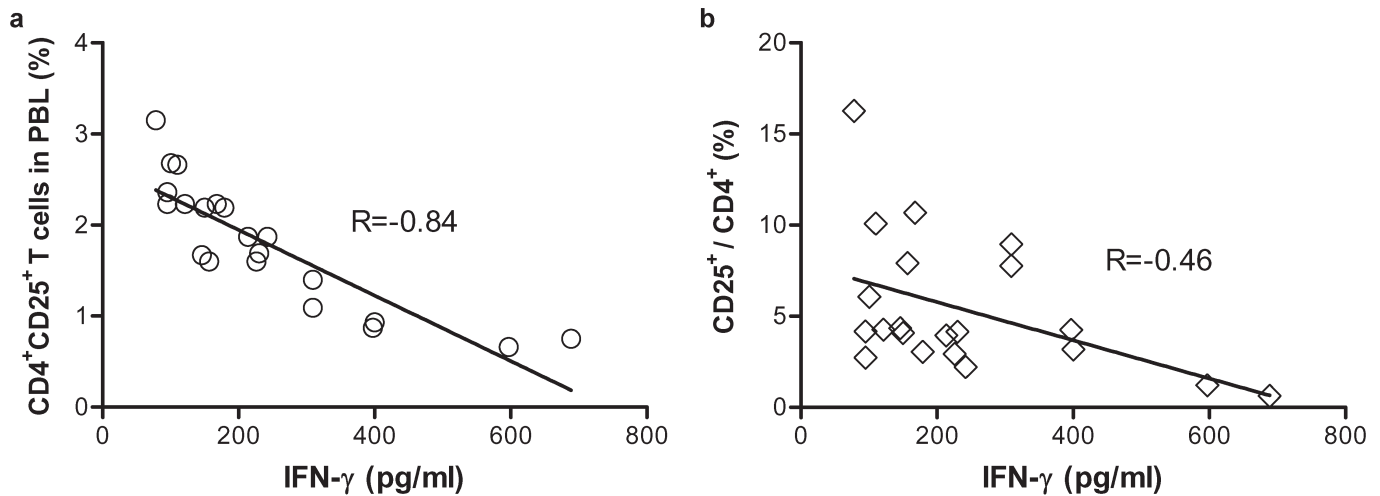 a
CD4⁺CD25⁺ T cells in PBL (%)
4
3
2
1
0
R=-0.84
0 200 400 600 800
IFN-γ (pg/ml)
b
CD25⁺ / CD4⁺ (%)
20
15
10
5
0
R=-0.46
0 200 400 600 800
IFN-γ (pg/ml)